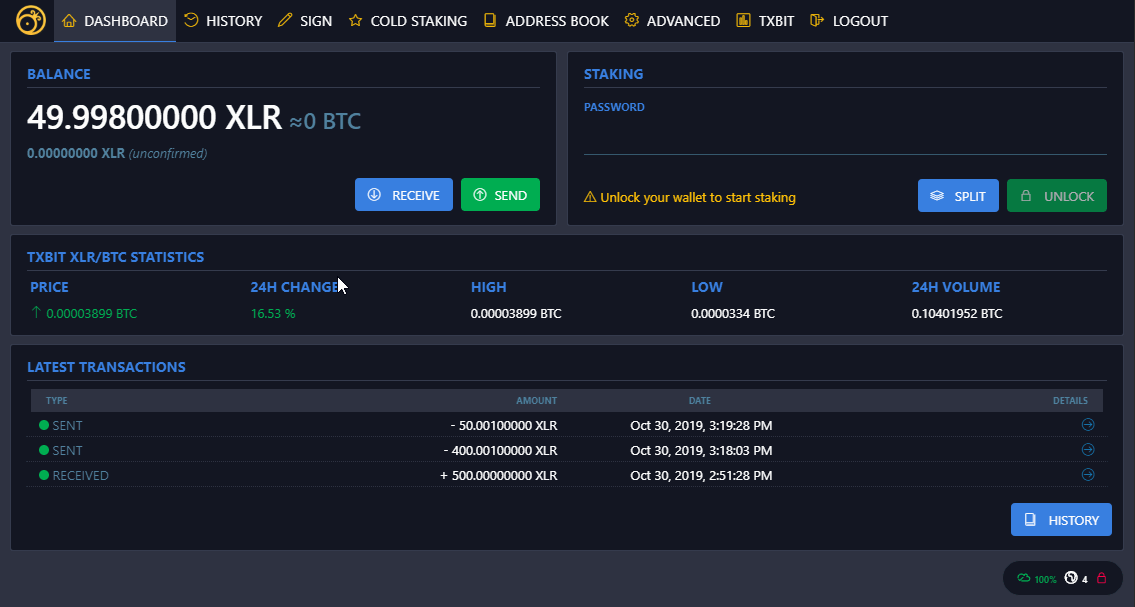 DASHBOARD HISTORY SIGN COLD STAKING ADDRESS BOOK ADVANCED TXBIT LOGOUT
BALANCE
49.99800000 XLR ≈0 BTC
0.00000000 XLR (unconfirmed)
RECEIVE SEND
STAKING
PASSWORD
Unlock your wallet to start staking SPLIT UNLOCK
TXBIT XLR/BTC STATISTICS
PRICE 24H CHANGE HIGH LOW 24H VOLUME
0.00003899 BTC 16.53 % 0.00003899 BTC 0.0000334 BTC 0.10401952 BTC
LATEST TRANSACTIONS
TYPE AMOUNT DATE DETAILS
SENT - 50.00100000 XLR Oct 30, 2019, 3:19:28 PM
SENT - 400.00100000 XLR Oct 30, 2019, 3:18:03 PM
RECEIVED + 500.00000000 XLR Oct 30, 2019, 2:51:28 PM
HISTORY
100% 4